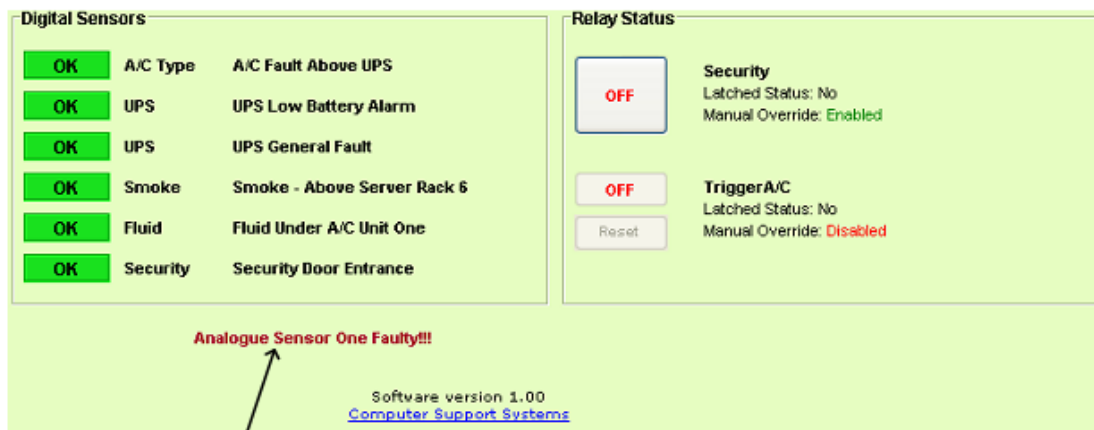 Digital Sensors
OK A/C Type A/C Fault Above UPS
OK UPS UPS Low Battery Alarm
OK UPS UPS General Fault
OK Smoke Smoke - Above Server Rack 6
OK Fluid Fluid Under A/C Unit One
OK Security Security Door Entrance
Relay Status
OFF
Security
Latched Status: No
Manual Override: Enabled
OFF
Reset
TriggerA/C
Latched Status: No
Manual Override: Disabled
Analogue Sensor One Faulty!!!
Software version 1.00
Computer Support Systems